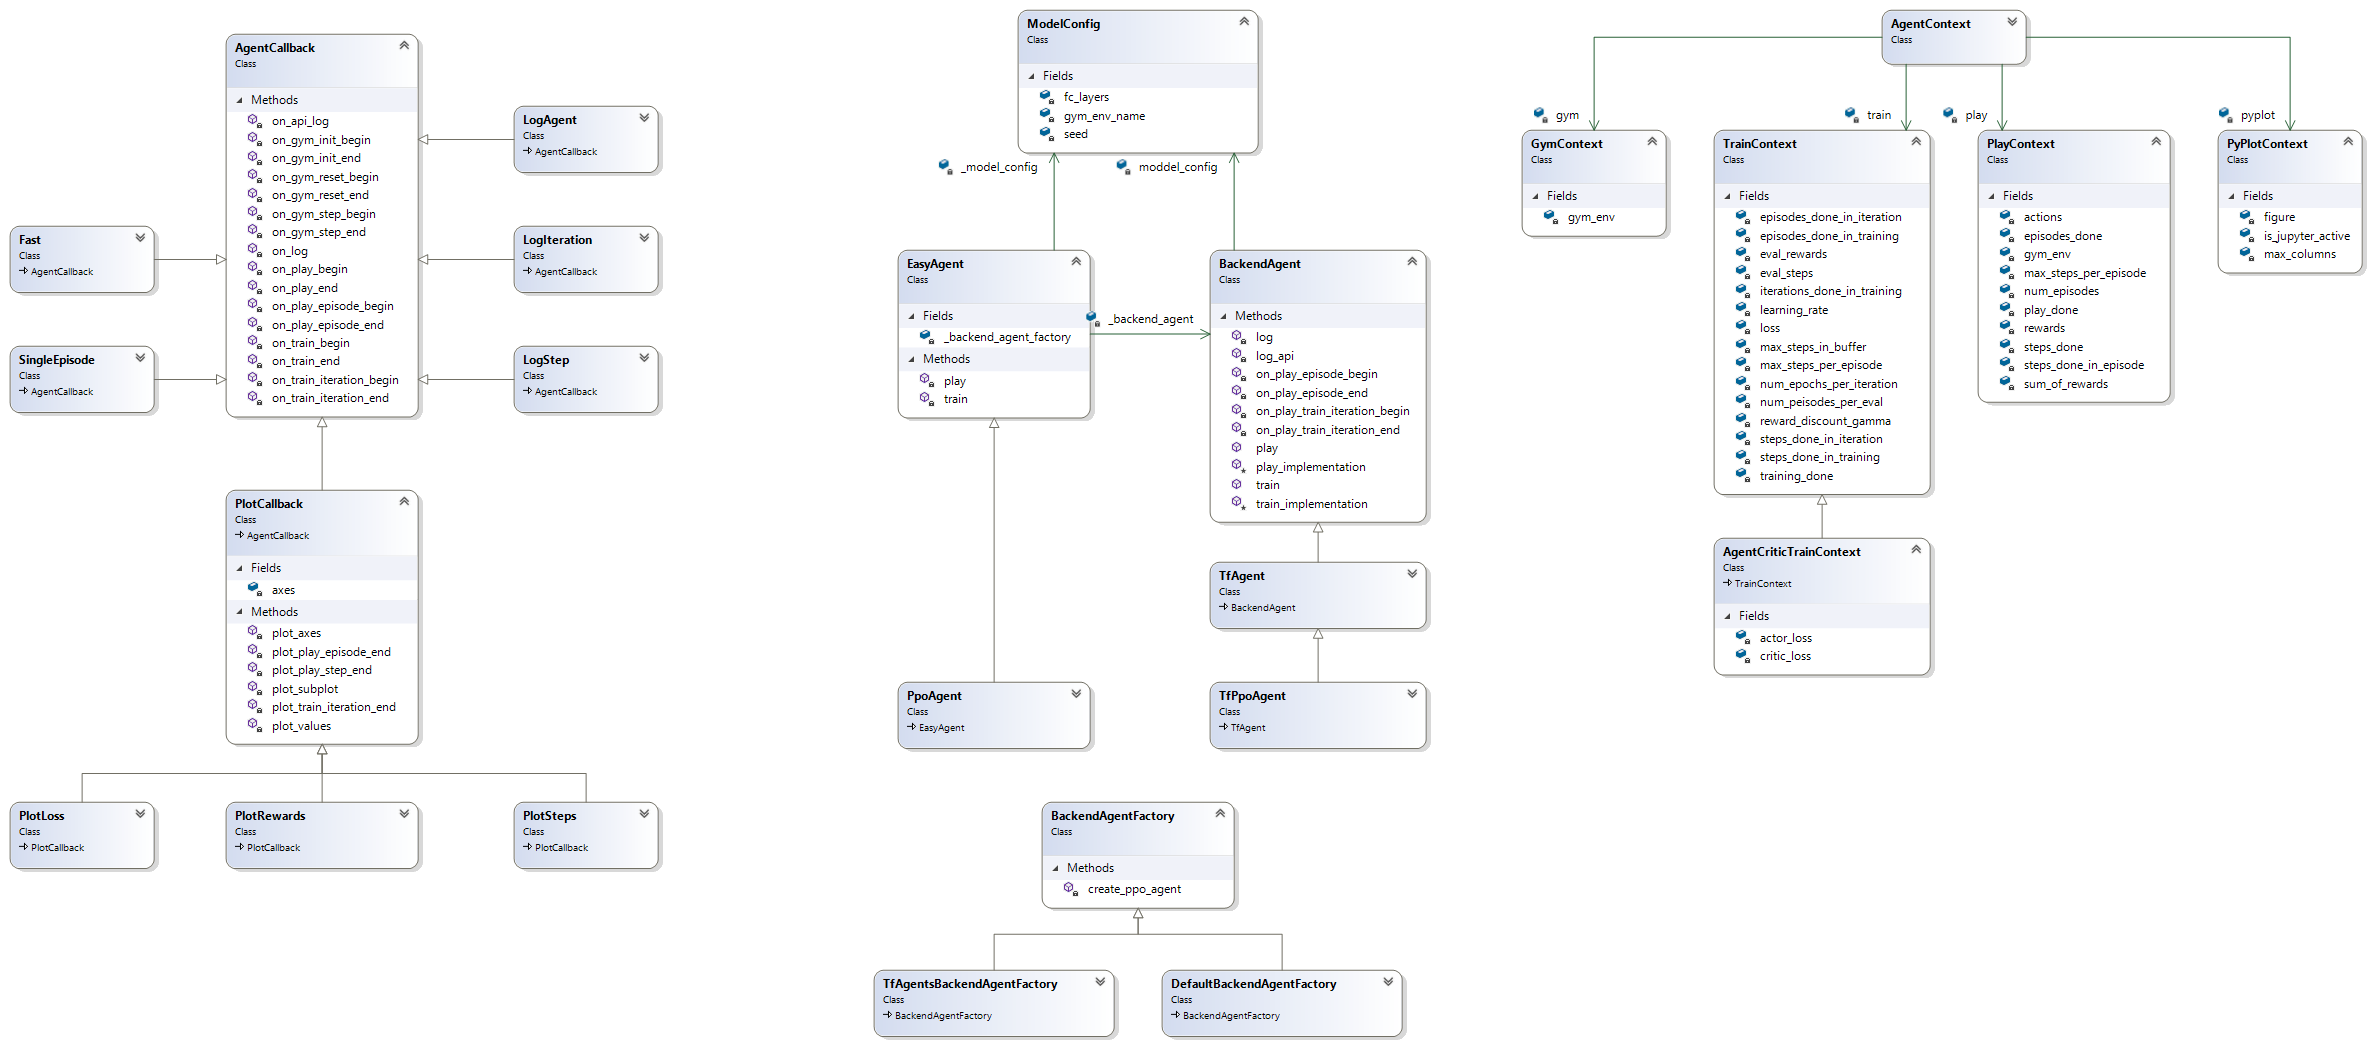 AgentCallback
Class
Methods
on_api_log
on_gym_init_begin
on_gym_init_end
on_gym_reset_begin
on_gym_reset_end
on_gym_step_begin
on_gym_step_end
on_log
on_play_begin
on_play_end
on_play_episode_begin
on_play_episode_end
on_train_begin
on_train_end
on_train_iteration_begin
on_train_iteration_end
LogAgent
Class
AgentCallback
Fast
Class
AgentCallback
LogIteration
Class
AgentCallback
SingleEpisode
Class
AgentCallback
LogStep
Class
AgentCallback
PlotCallback
Class
AgentCallback
Fields
axes
Methods
plot_axes
plot_play_episode_end
plot_play_step_end
plot_subplot
plot_train_iteration_end
plot_values
PlotLoss
Class
PlotCallback
PlotRewards
Class
PlotCallback
PlotSteps
Class
PlotCallback
ModelConfig
Class
Fields
fc_layers
gym_env_name
seed
_model_config
moddel_config
EasyAgent
Class
Fields
_backend_agent_factory
Methods
play
train
_backend_agent
BackendAgent
Class
Methods
log
log_api
on_play_episode_begin
on_play_episode_end
on_play_train_iteration_begin
on_play_train_iteration_end
play
play_implementation
train
train_implementation
TfAgent
Class
BackendAgent
PpoAgent
Class
EasyAgent
TfPpoAgent
Class
TfAgent
BackendAgentFactory
Class
Methods
create_ppo_agent
TfAgentsBackendAgentFactory
Class
BackendAgentFactory
DefaultBackendAgentFactory
Class
BackendAgentFactory
AgentContext
Class
gym
train
play
pyplot
GymContext
Class
Fields
gym_env
TrainContext
Class
Fields
episodes_done_in_iteration
episodes_done_in_training
eval_rewards
eval_steps
iterations_done_in_training
learning_rate
loss
max_steps_in_buffer
max_steps_per_episode
num_epochs_per_iteration
num_peisodes_per_eval
reward_discount_gamma
steps_done_in_iteration
steps_done_in_training
training_done
PlayContext
Class
Fields
actions
episodes_done
gym_env
max_steps_per_episode
num_episodes
play_done
rewards
steps_done
steps_done_in_episode
sum_of_rewards
PyPlotContext
Class
Fields
figure
is_jupyter_active
max_columns
AgentCriticTrainContext
Class
TrainContext
Fields
actor_loss
critic_loss